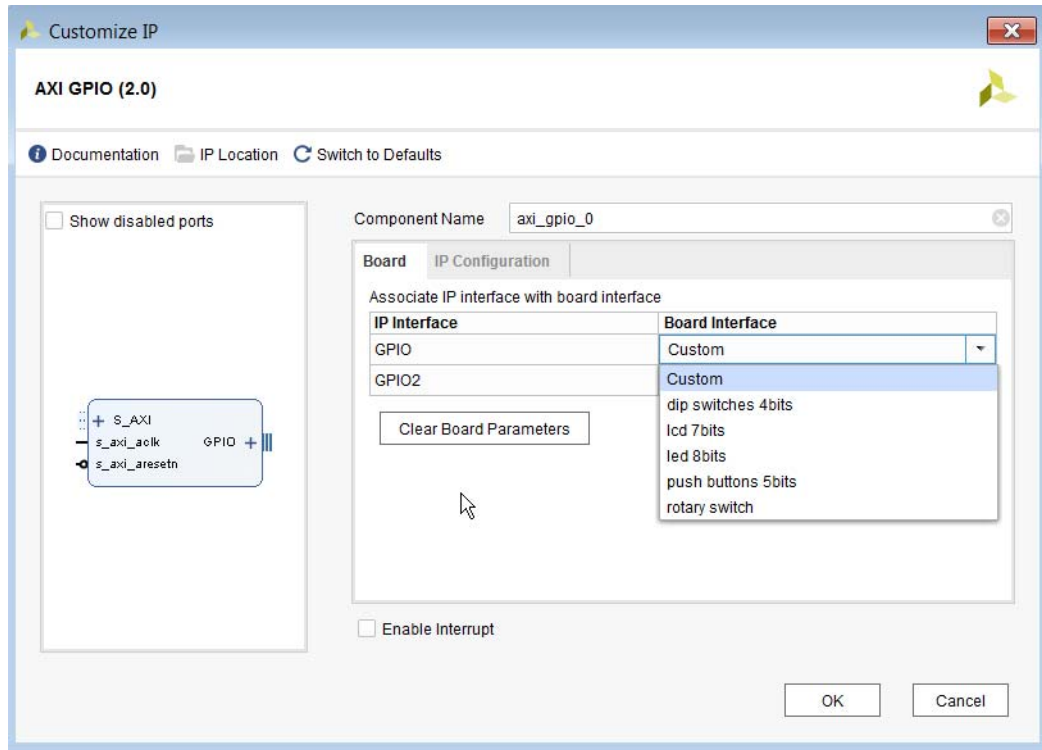 Customize IP
AXI GPIO (2.0)
Documentation IP Location Switch to Defaults
Show disabled ports
S_AXI
s_axi_aclk GPIO
s_axi_aresetn
Component Name axi_gpio_0
Board IP Configuration
Associate IP interface with board interface
IP Interface Board Interface
GPIO Custom
GPIO2
Custom
dip switches 4bits
lcd 7bits
led 8bits
push buttons 5bits
rotary switch
Clear Board Parameters
Enable Interrupt
OK Cancel